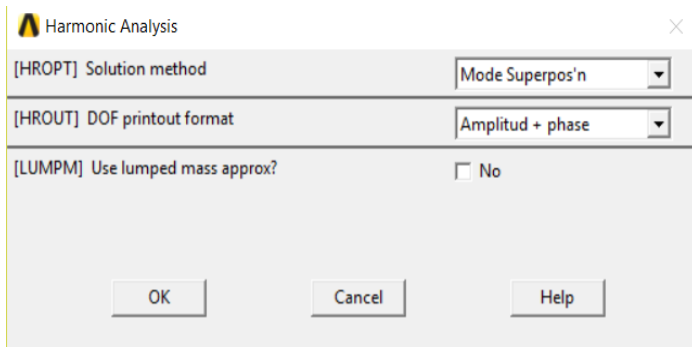 Harmonic Analysis
[HROPT] Solution method Mode Superpos'n
[HROUT] DOF printout format Amplitud + phase
[LUMPM] Use lumped mass approx? No
OK Cancel Help